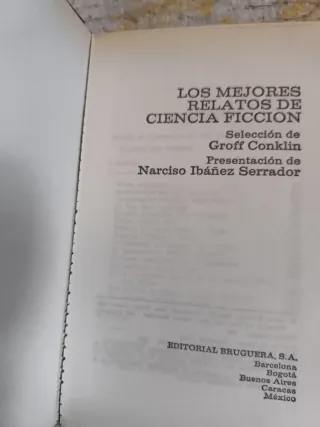 LOS MEJORES
RELATOS DE
CIENCIA FICCION
Selección de
Groff Conklin
Presentación de
Narciso Ibáñez Serrador
EDITORIAL BRUGUERA, S.A.
Barcelona
Bogotá
Buenos Aires
Caracas
México